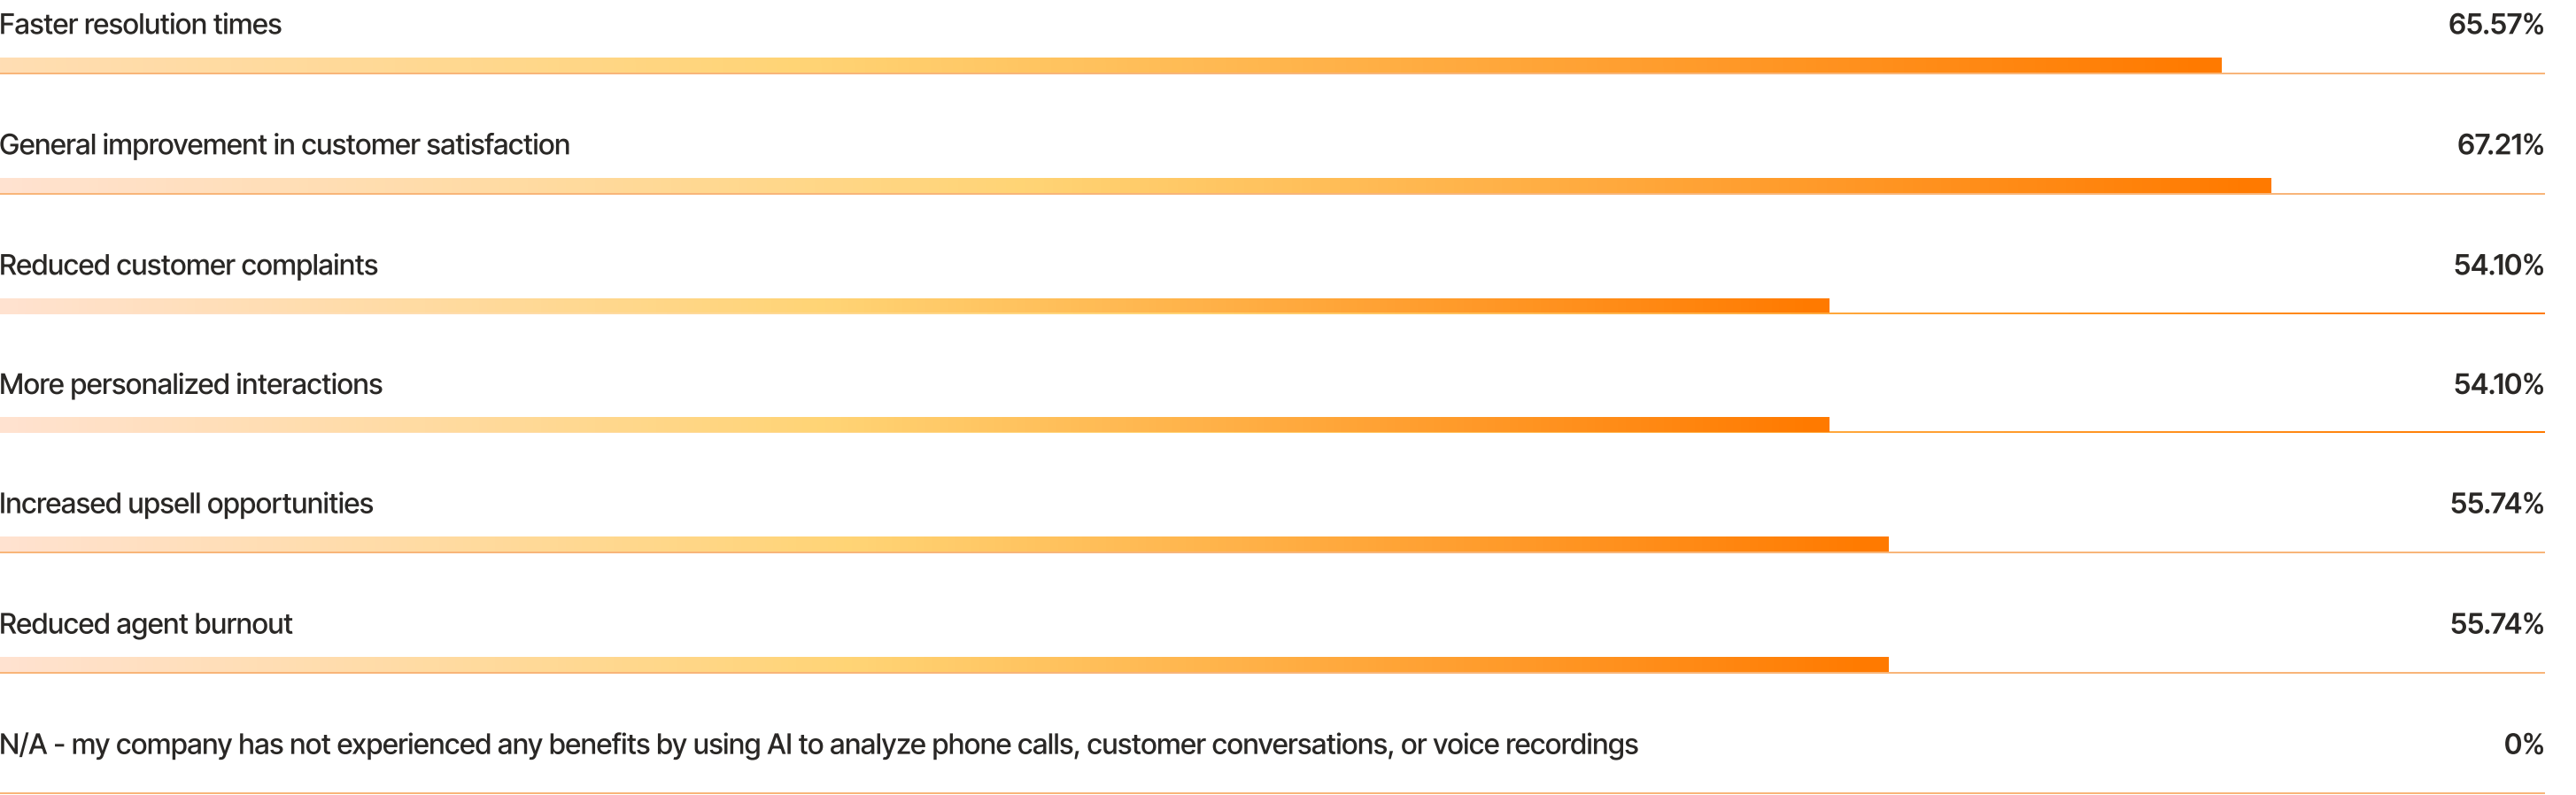 Faster resolution times 65.57%
General improvement in customer satisfaction 67.21%
Reduced customer complaints 54.10%
More personalized interactions 54.10%
Increased upsell opportunities 55.74%
Reduced agent burnout 55.74%
N/A - my company has not experienced any benefits by using AI to analyze phone calls, customer conversations, or voice recordings 0%